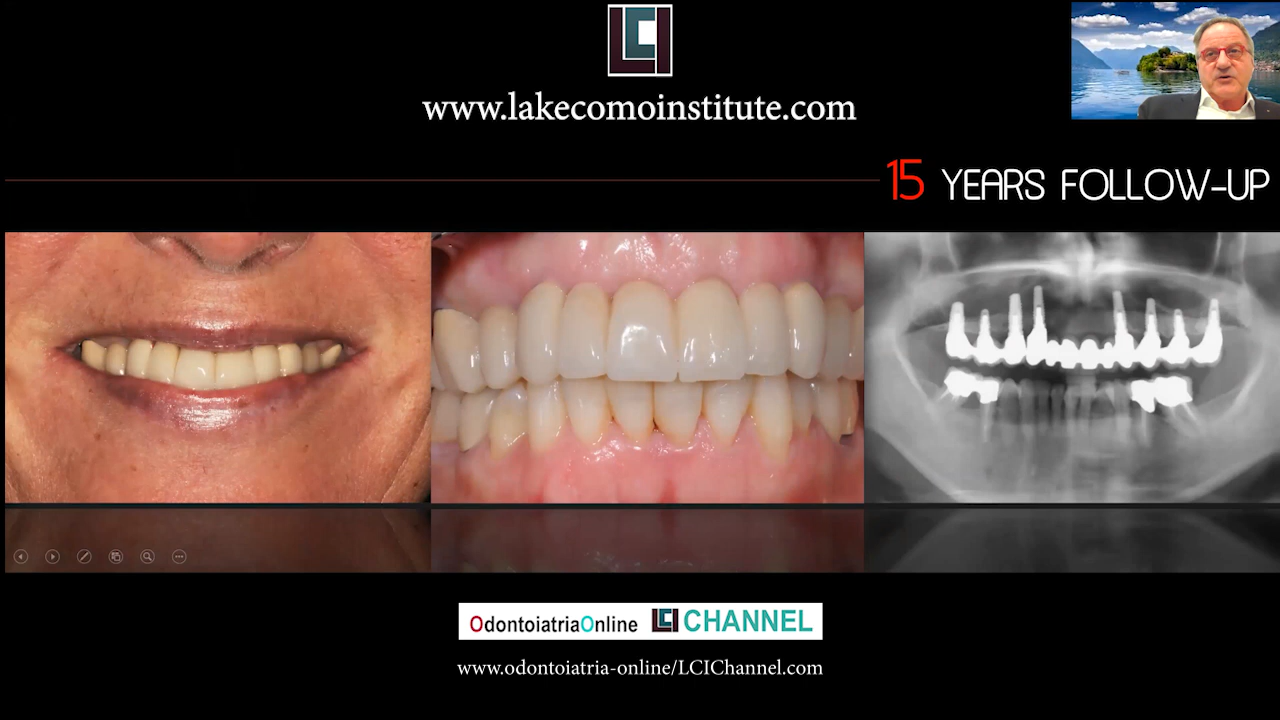 LCI
www.lakecomoinstitute.com
15 YEARS FOLLOW-UP
OdontoiatriaOnline LCI CHANNEL
www.odontoiatria-online/LCIChannel.com